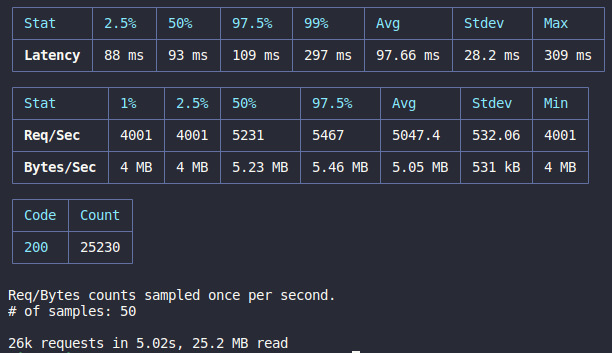 Stat 2.5% 50% 97.5% 99% Avg Stdev Max
Latency 88 ms 93 ms 109 ms 297 ms 97.66 ms 28.2 ms 309 ms
Stat 1% 2.5% 50% 97.5% Avg Stdev Min
Req/Sec 4001 4001 5231 5467 5047.4 532.06 4001
Bytes/Sec 4 MB 4 MB 5.23 MB 5.46 MB 5.05 MB 531 kB 4 MB
Code Count
200 25230
Req/Bytes counts sampled once per second.
# of samples: 50
26k requests in 5.02s, 25.2 MB read